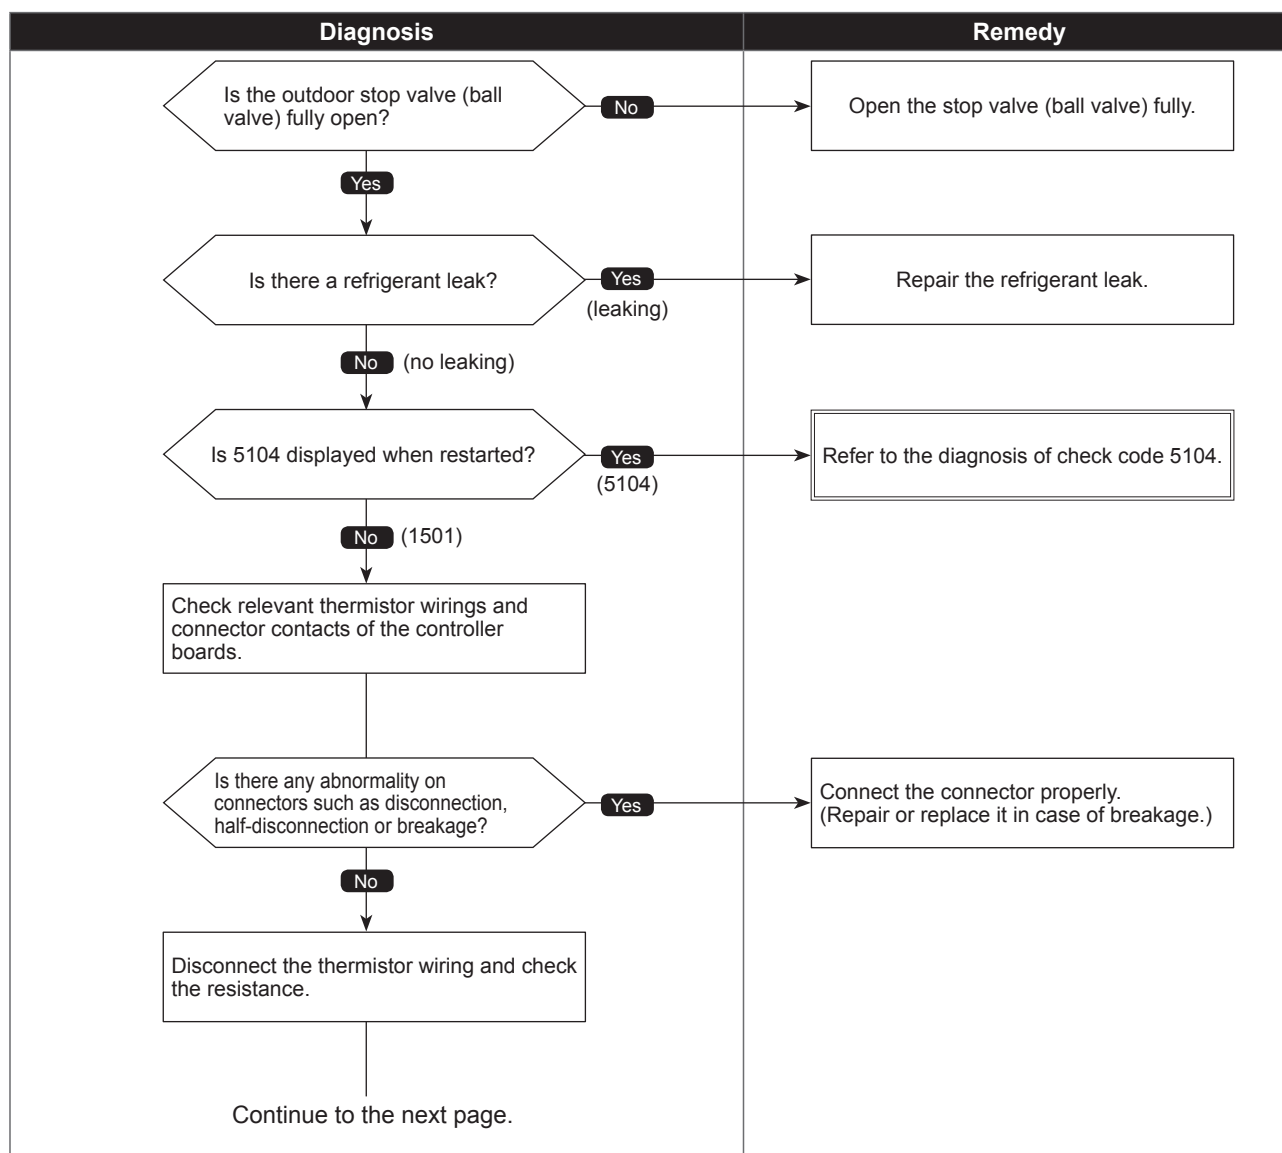 Diagnosis
Remedy
Is the outdoor stop valve (ball
valve) fully open?
No
Open the stop valve (ball valve) fully.
Yes
Is there a refrigerant leak?
Yes
(leaking)
Repair the refrigerant leak.
No (no leaking)
Is 5104 displayed when restarted?
Yes
(5104)
Refer to the diagnosis of check code 5104.
No (1501)
Check relevant thermistor wirings and
connector contacts of the controller
boards.
Is there any abnormality on
connectors such as disconnection,
half-disconnection or breakage?
Yes
Connect the connector properly.
(Repair or replace it in case of breakage.)
No
Disconnect the thermistor wiring and check
the resistance.
Continue to the next page.